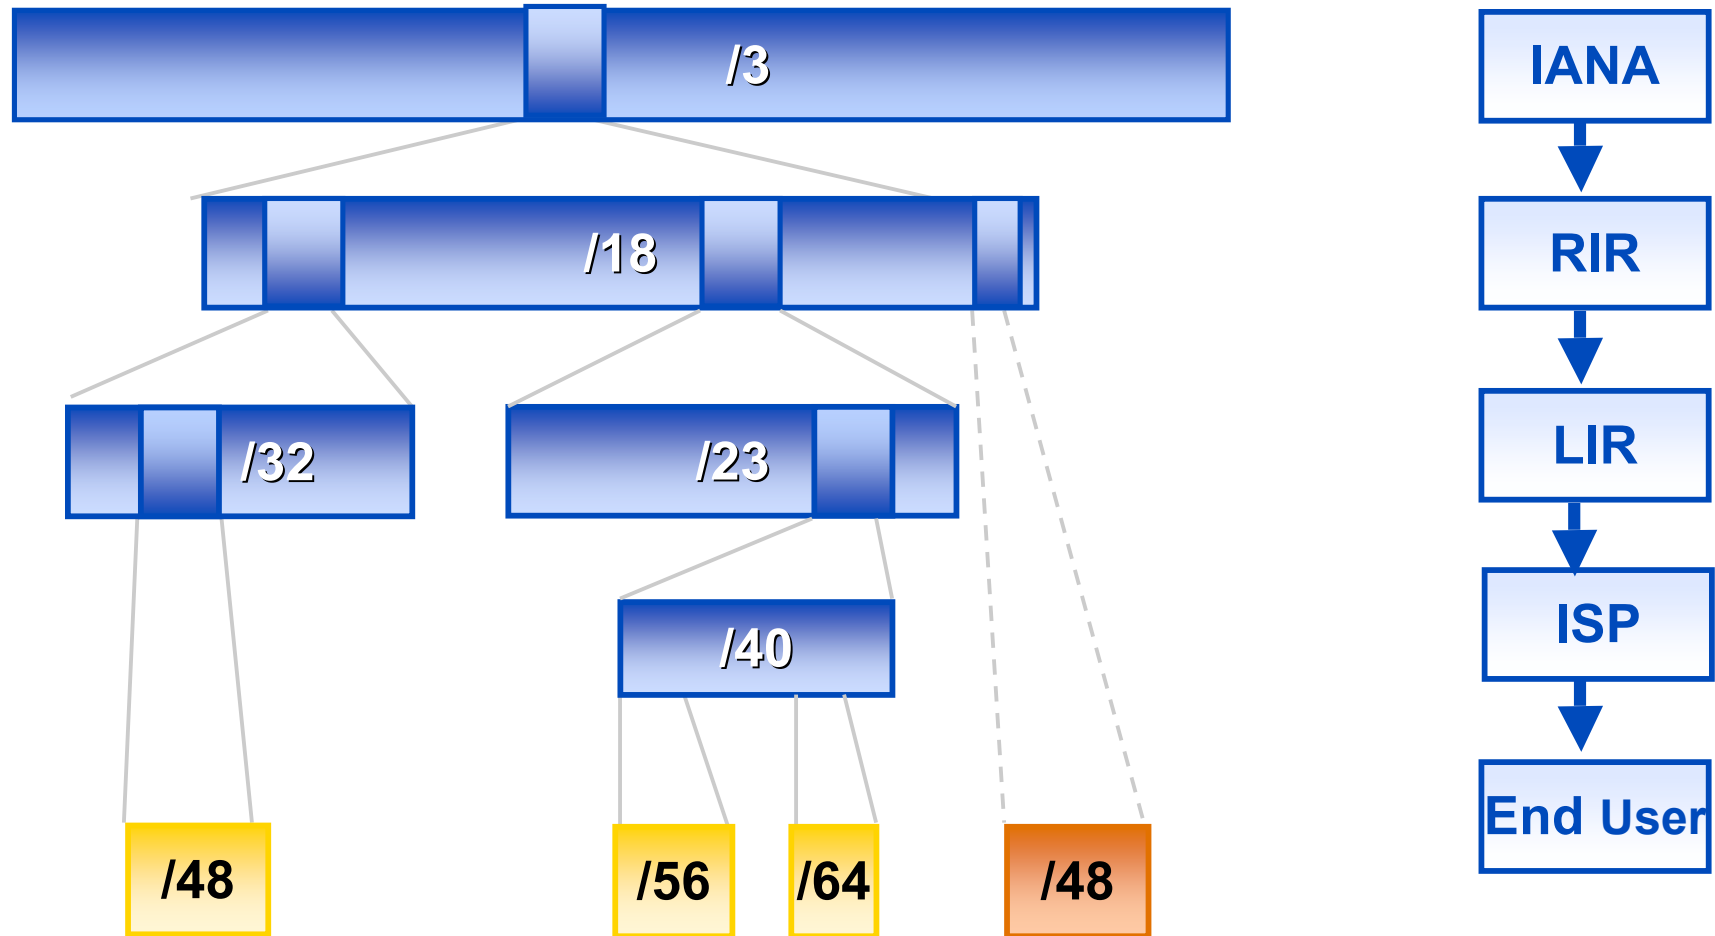 /3
IANA
/18
RIR
/32
/23
LIR
/40
ISP
/48
/56
/64
/48
End User